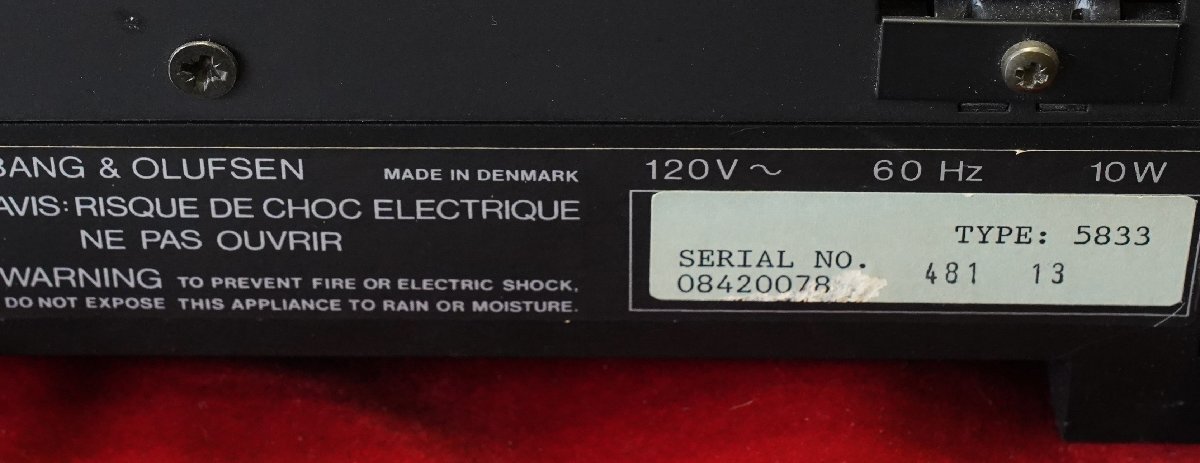 BANG & OLUFSEN MADE IN DENMARK
AVIS: RISQUE DE CHOC ELECTRIQUE
NE PAS OUVRIR
WARNING TO PREVENT FIRE OR ELECTRIC SHOCK,
DO NOT EXPOSE THIS APPLIANCE TO RAIN OR MOISTURE.
120V ~ 60 Hz 10W
TYPE: 5833
SERIAL NO. 481 13
08420078